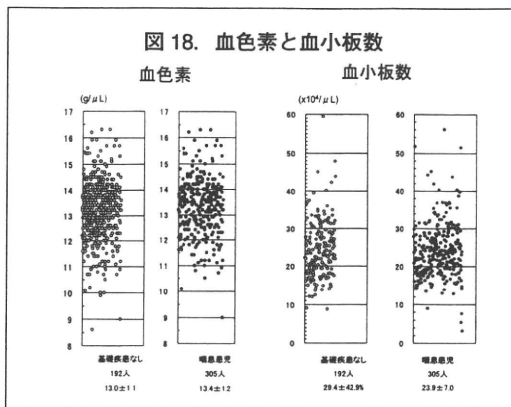 図 18. 血色素と血小板数
血色素
血小板数
(g/μL)
17
16
15
14
13
12
11
10
9
8
17
16
15
14
13
12
11
10
9
8
(x10⁴/μL)
60
50
40
30
20
10
0
60
50
40
30
20
10
0
基礎疾患なし
192人
13.0±1.1
喘息患児
305人
13.4±1.2
基礎疾患なし
192人
29.4±42.9%
喘息患児
305人
23.9±7.0